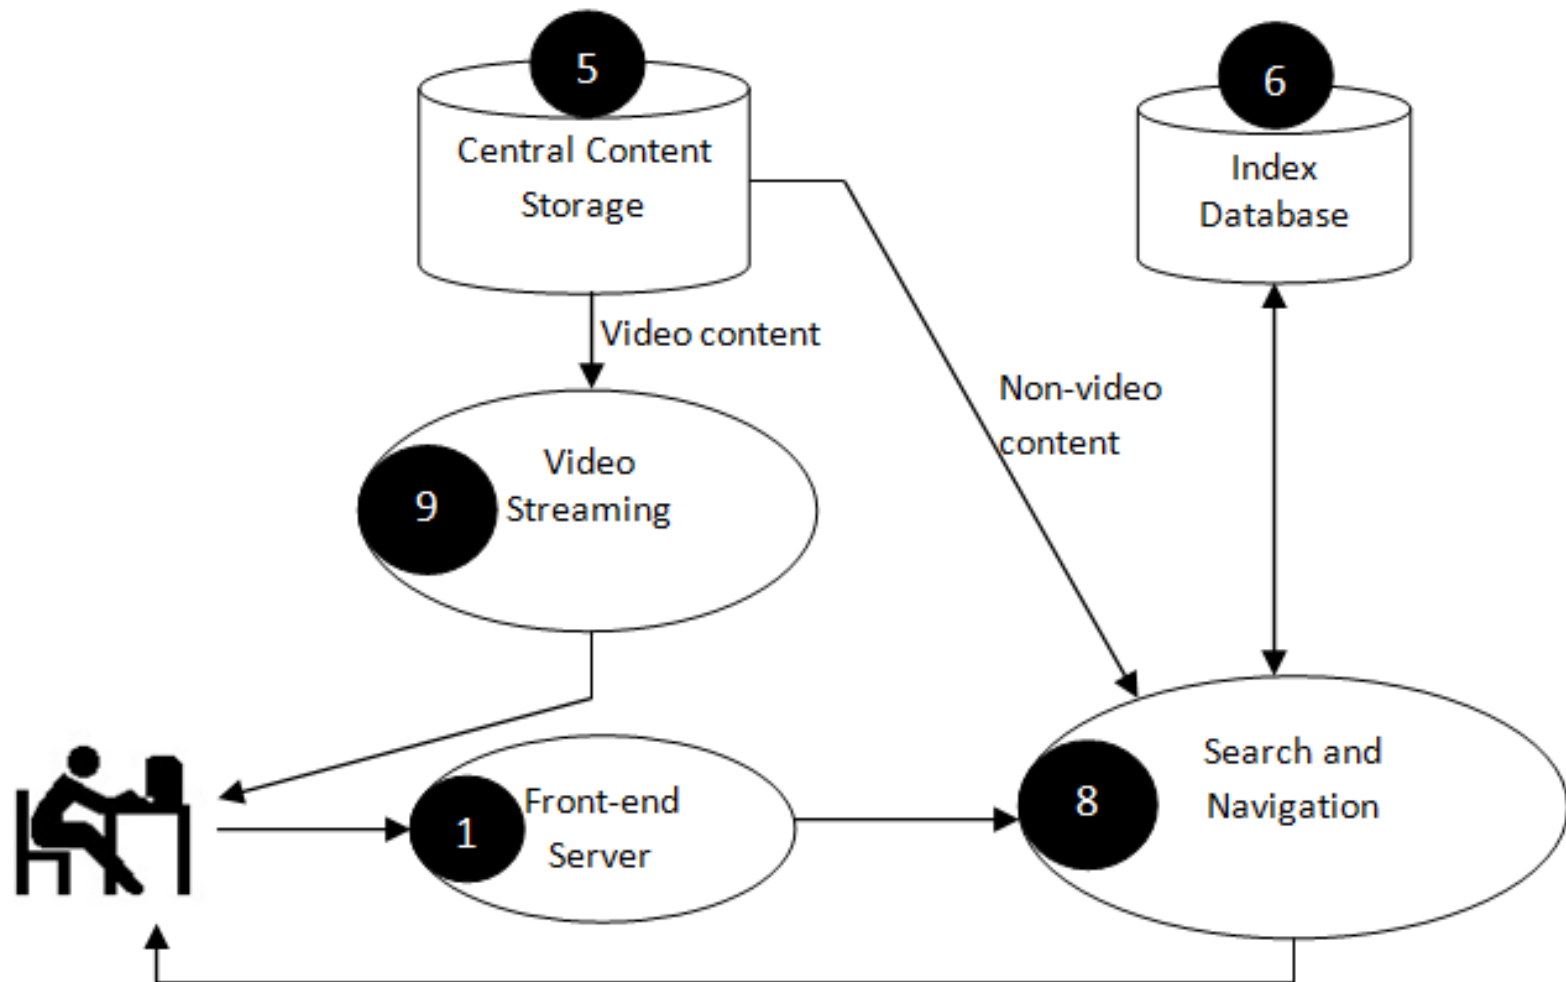 5
Central Content
Storage
6
Index
Database
Video content
Non-video
content
9
Video
Streaming
1
Front-end
Server
8
Search and
Navigation